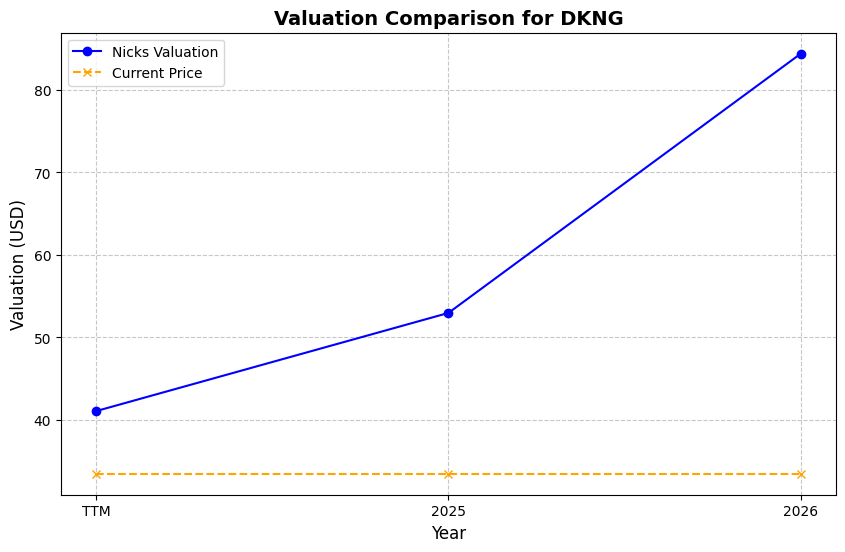 Valuation Comparison for DKNG
Nicks Valuation
Current Price
Valuation (USD)
80
70
60
50
40
TTM
2025
2026
Year